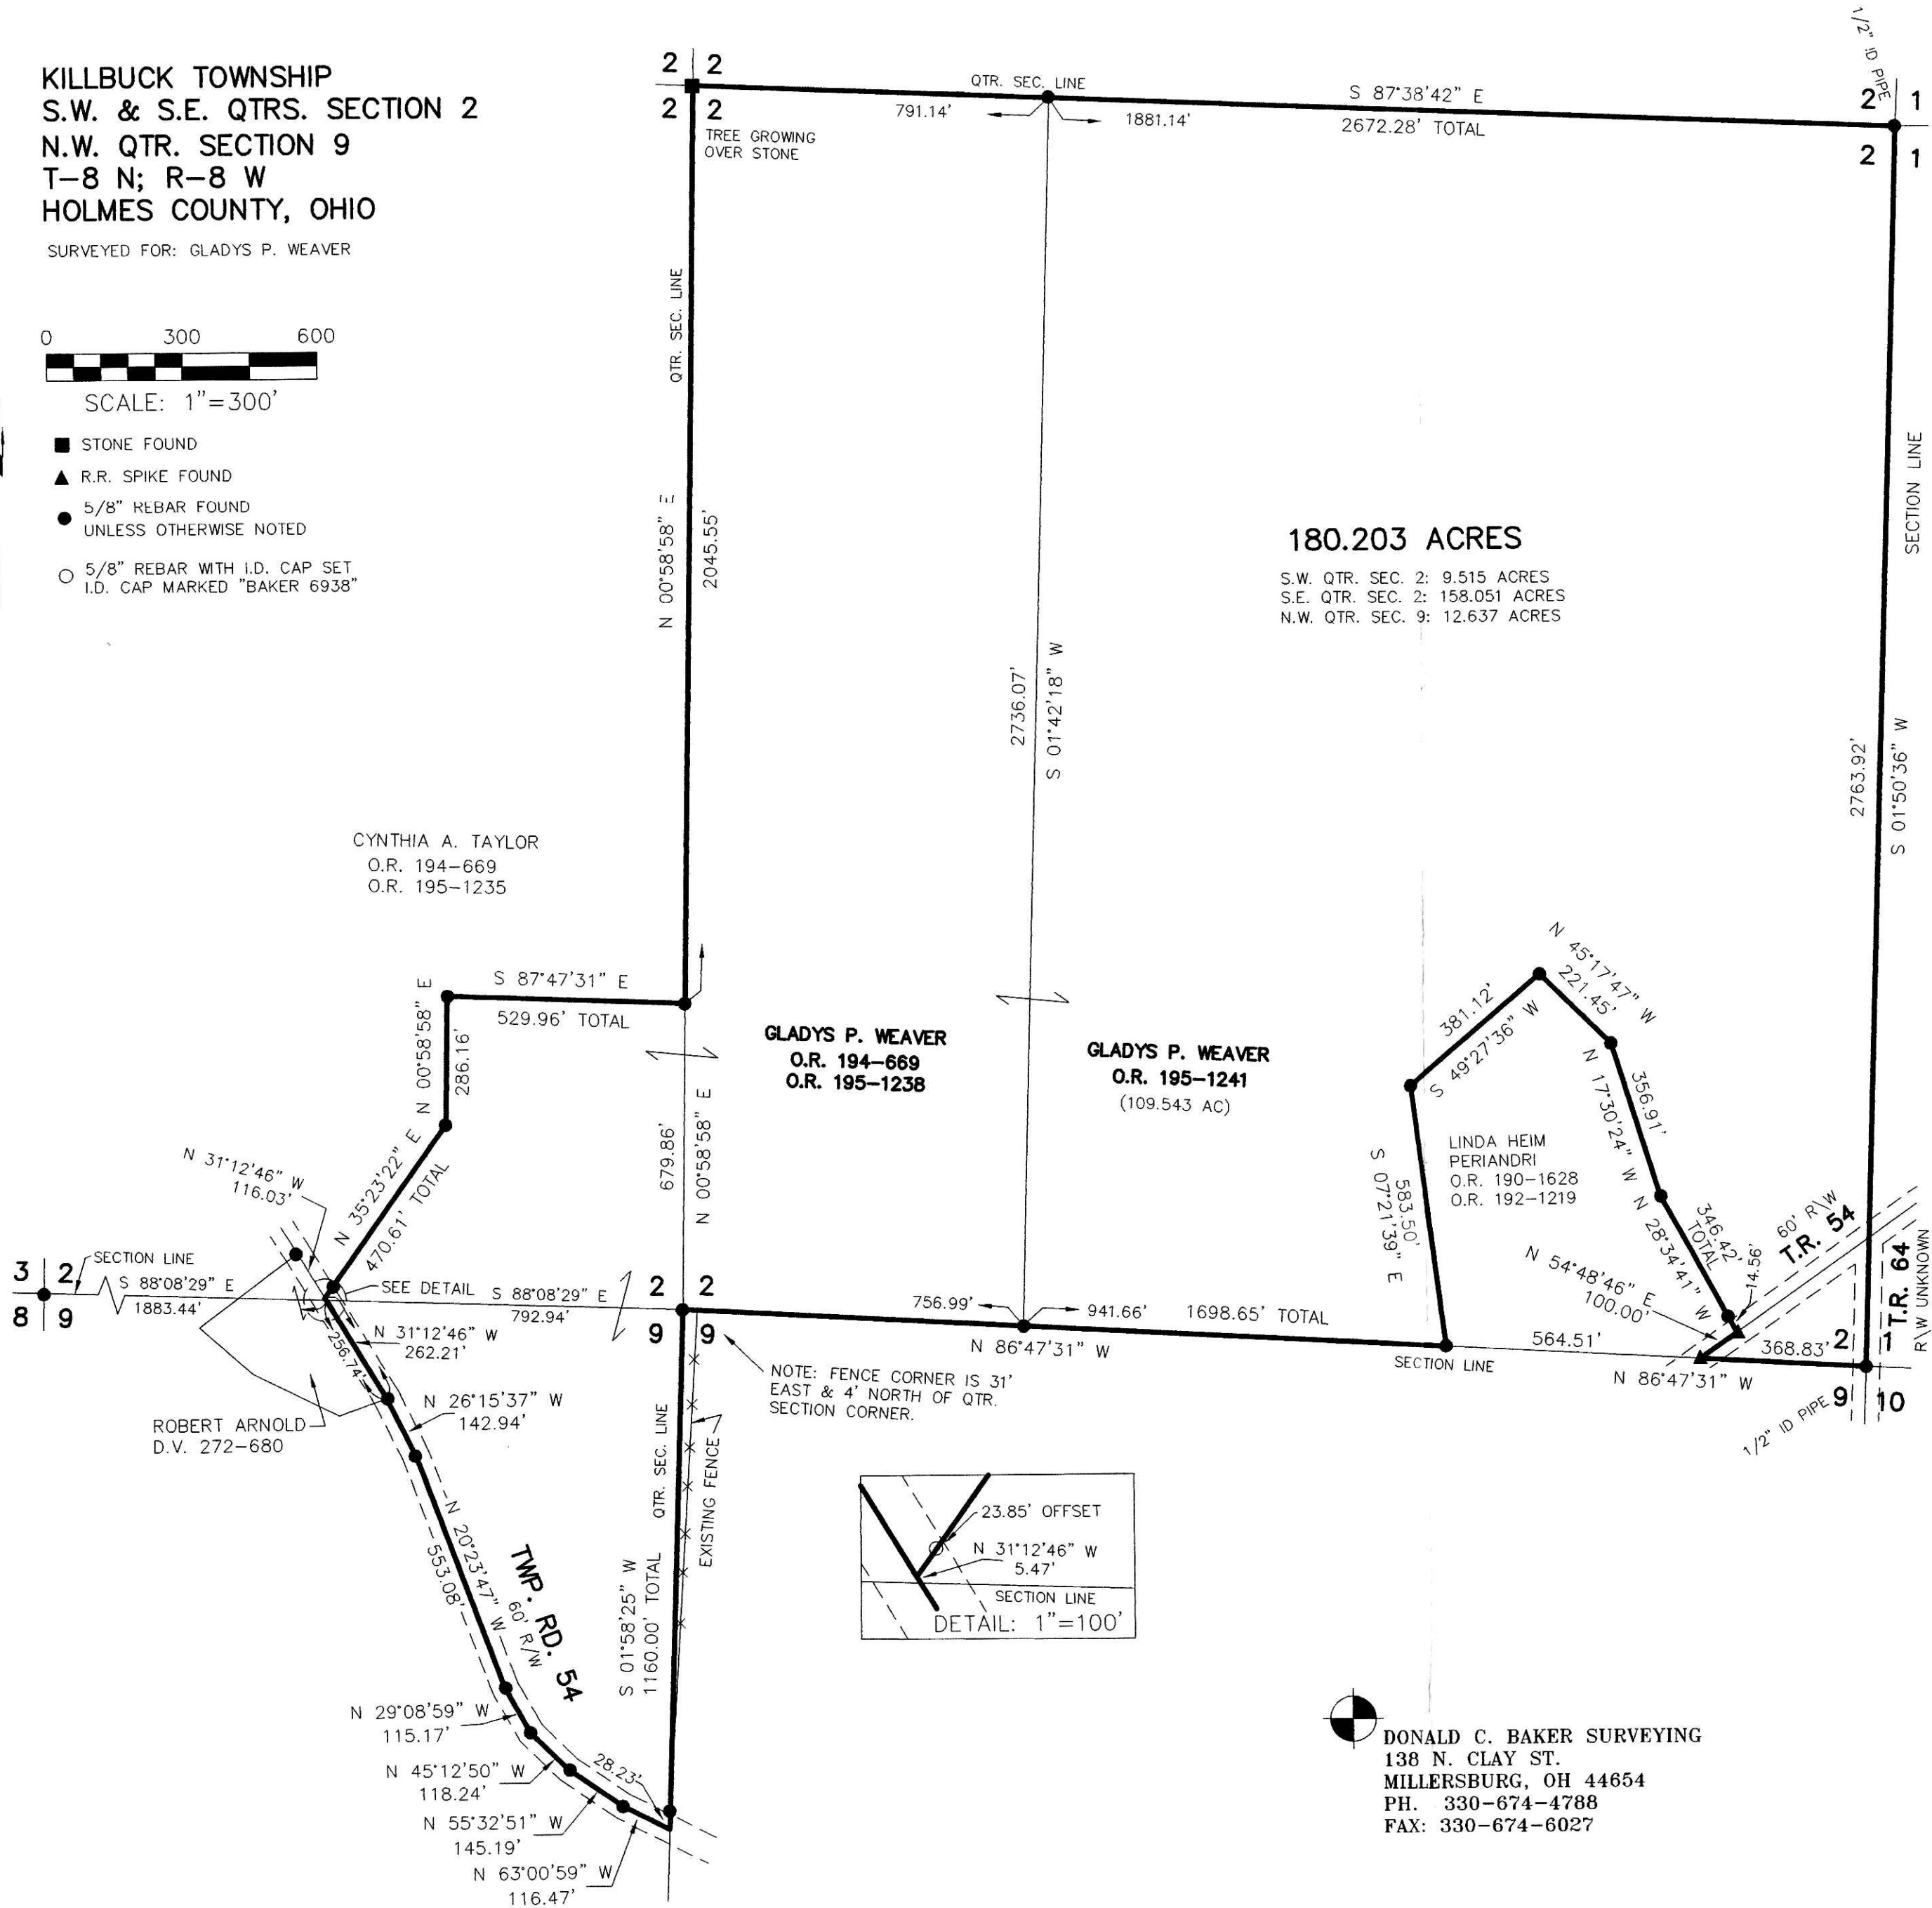 KILLBUCK TOWNSHIP
S.W. & S.E. QTRS. SECTION 2
N.W. QTR. SECTION 9
T-8 N; R-8 W
HOLMES COUNTY, OHIO
SURVEYED FOR: GLADYS P. WEAVER
0 300 600
SCALE: 1"=300'
STONE FOUND
R.R. SPIKE FOUND
5/8" REBAR FOUND
UNLESS OTHERWISE NOTED
5/8" REBAR WITH I.D. CAP SET
I.D. CAP MARKED "BAKER 6938"
2 2
2 2
TREE GROWING
OVER STONE
QTR. SEC. LINE
791.14'
1881.14'
S 87°38'42" E
2672.28' TOTAL
1/2" ID PIPE
2 1
2 1
QTR. SEC. LINE
N 00°58'58" E
2045.55'
2736.07'
S 01°42'18" W
180.203 ACRES
S.W. QTR. SEC. 2: 9.515 ACRES
S.E. QTR. SEC. 2: 158.051 ACRES
N.W. QTR. SEC. 9: 12.637 ACRES
SECTION LINE
2763.92'
S 01°50'36" W
CYNTHIA A. TAYLOR
O.R. 194-669
O.R. 195-1235
S 87°47'31" E
529.96' TOTAL
N 00°58'58" E
286.16'
GLADYS P. WEAVER
O.R. 194-669
O.R. 195-1238
GLADYS P. WEAVER
O.R. 195-1241
(109.543 AC)
N 45°17'47" W
221.45'
381.12'
S 49°27'36" W
N 17°30'24" W
356.91'
LINDA HEIM
PERIANDRI
O.R. 190-1628
O.R. 192-1219
S 07°21'39" E
583.50'
N 28°34'41" W
346.42'
TOTAL
14.56'
N 54°48'46" E
100.00'
60' R\W
T.R. 54
T.R. 64
R\W UNKNOWN
679.86'
N 00°58'58" E
N 31°12'46" W
116.03'
N 35°23'22" E
470.61' TOTAL
3 2
8 9
SECTION LINE
S 88°08'29" E
1883.44'
SEE DETAIL
S 88°08'29" E
792.94'
2 2
9 9
756.99'
941.66'
1698.65' TOTAL
N 86°47'31" W
564.51'
SECTION LINE
368.83'
N 86°47'31" W
2 1
9 10
1/2" ID PIPE
NOTE: FENCE CORNER IS 31'
EAST & 4' NORTH OF QTR.
SECTION CORNER.
N 31°12'46" W
262.21'
256.74'
ROBERT ARNOLD
D.V. 272-680
N 26°15'37" W
142.94'
N 20°23'47" W
553.08'
TWP. RD. 54
60' R/W
QTR. SEC. LINE
EXISTING FENCE
S 01°58'25" W
1160.00' TOTAL
23.85' OFFSET
N 31°12'46" W
5.47'
SECTION LINE
DETAIL: 1"=100'
N 29°08'59" W
115.17'
N 45°12'50" W
118.24'
28.23'
N 55°32'51" W
145.19'
N 63°00'59" W
116.47'
DONALD C. BAKER SURVEYING
138 N. CLAY ST.
MILLERSBURG, OH 44654
PH. 330-674-4788
FAX: 330-674-6027